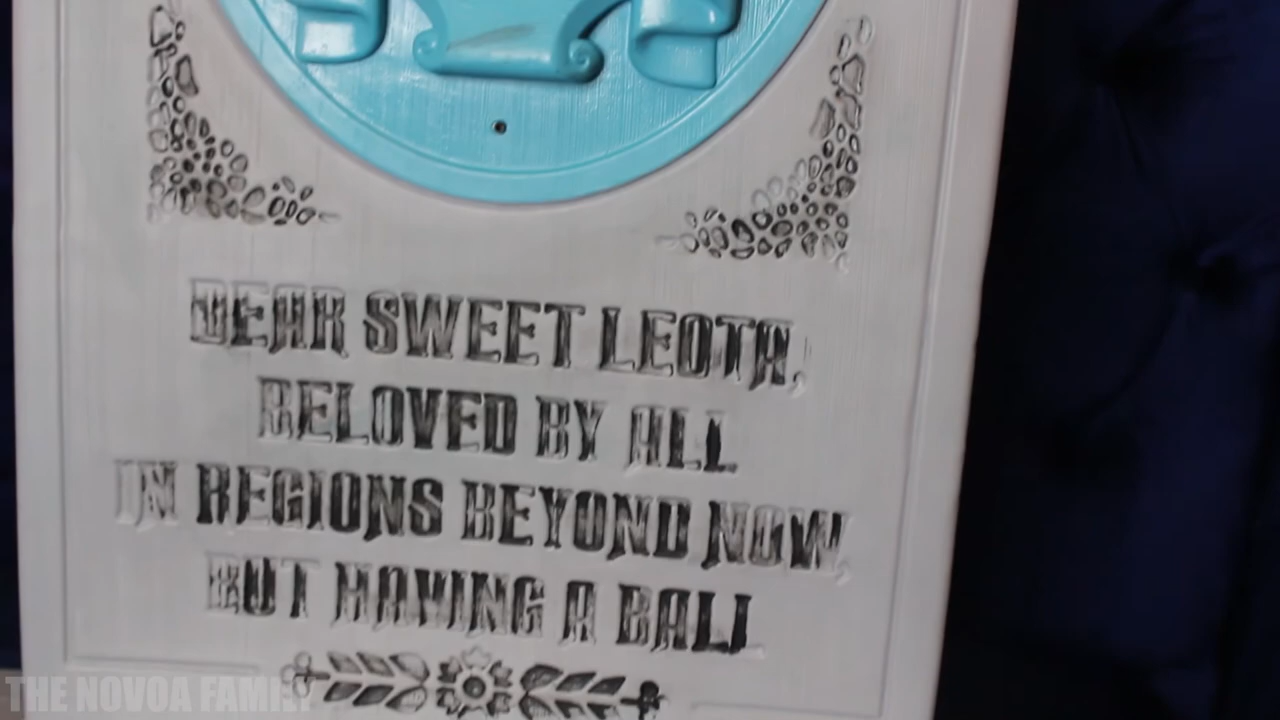 DEAR SWEET LEOTA,
BELOVED BY ALL
IN REGIONS BEYOND NOW,
BUT HAVING A BALL
THE NOVOA FAMILY